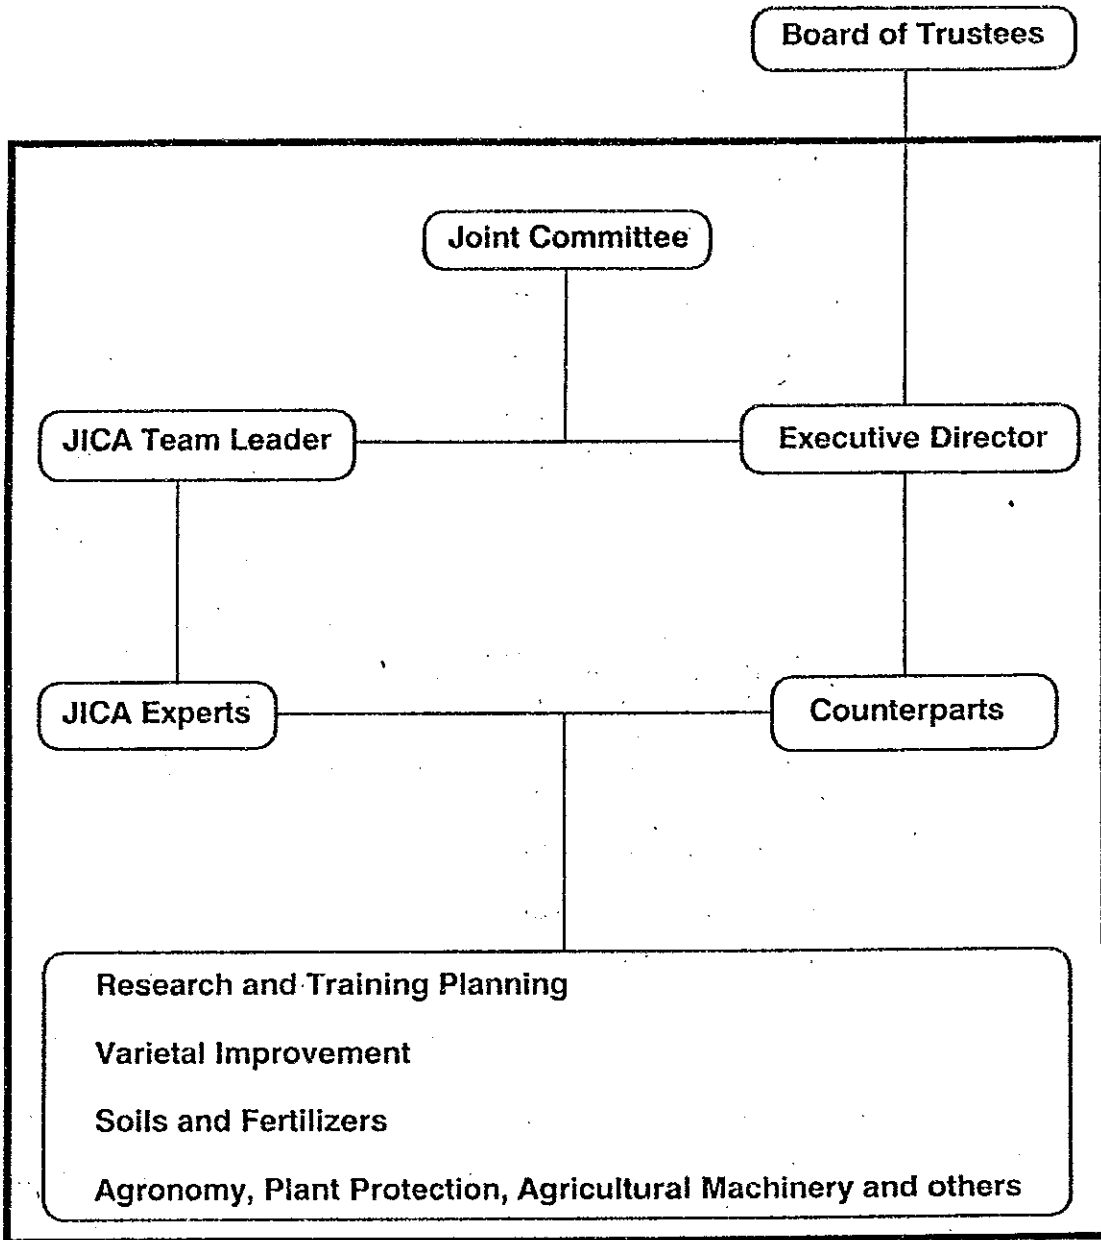 Board of Trustees
Joint Committee
JICA Team Leader
Executive Director
JICA Experts
Counterparts
Research and Training Planning
Varietal Improvement
Soils and Fertilizers
Agronomy, Plant Protection, Agricultural Machinery and others